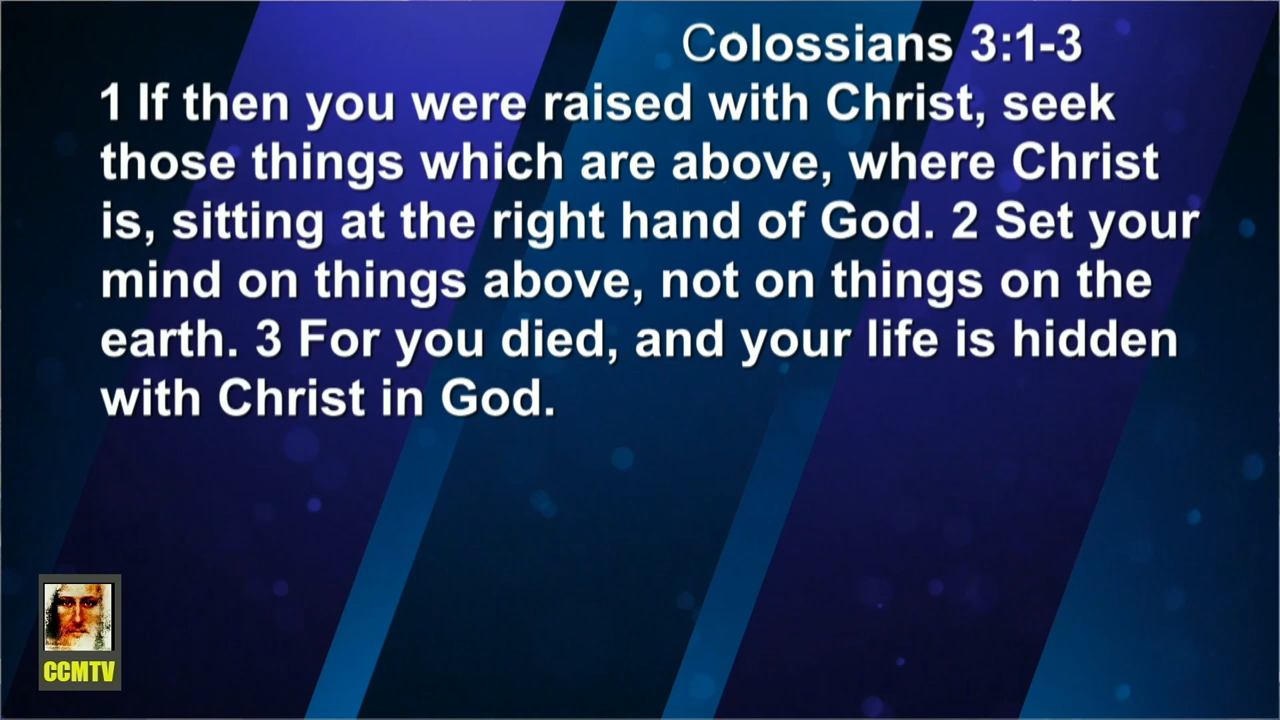 Colossians 3:1-3
1 If then you were raised with Christ, seek
those things which are above, where Christ
is, sitting at the right hand of God. 2 Set your
mind on things above, not on things on the
earth. 3 For you died, and your life is hidden
with Christ in God.
CCMTV